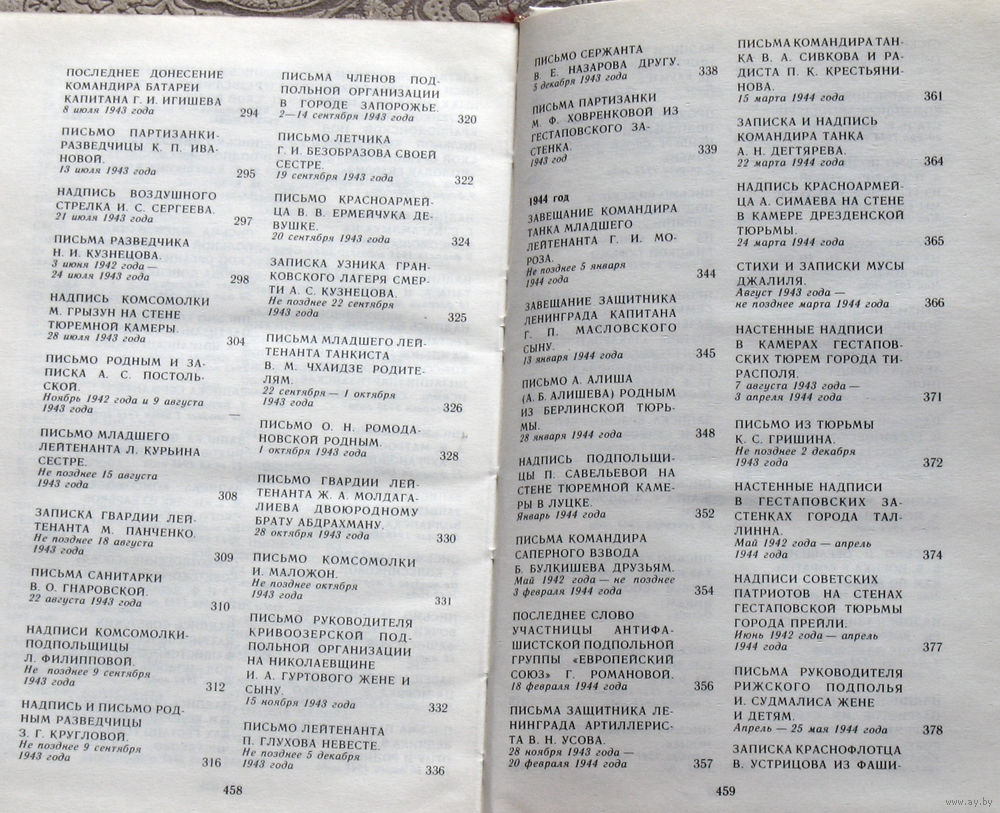 ПОСЛЕДНЕЕ ДОНЕСЕНИЕ
КОМАНДИРА БАТАРЕИ
КАПИТАНА Г. И. ИГИШЕВА
8 июля 1943 года 294
ПИСЬМО ПАРТИЗАНКИ-
РАЗВЕДЧИЦЫ К. П. ИВА-
НОВОЙ.
13 июля 1943 года 295
НАДПИСЬ ВОЗДУШНОГО
СТРЕЛКА И. С. СЕРГЕЕВА.
21 июля 1943 года 297
ПИСЬМА РАЗВЕДЧИКА
Н. И. КУЗНЕЦОВА.
3 июня 1942 года —
24 июля 1943 года 298
НАДПИСЬ КОМСОМОЛКИ
М. ГРЫЗУН НА СТЕНЕ
ТЮРЕМНОЙ КАМЕРЫ.
28 июля 1943 года 304
ПИСЬМО РОДНЫМ И ЗА-
ПИСКА А. С. ПОСТОЛЬ-
СКОЙ.
Ноябрь 1942 года и 9 августа
1943 года —
ПИСЬМО МЛАДШЕГО
ЛЕЙТЕНАНТА Л. КУРЬИНА
СЕСТРЕ.
Не позднее 15 августа
1943 года
308
ЗАПИСКА ГВАРДИИ ЛЕЙ-
ТЕНАНТА М. ПАНЧЕНКО.
Не позднее 18 августа
1943 года
309
ПИСЬМА САНИТАРКИ
В. О. ГНАРОВСКОЙ.
22 августа 1943 года 310
НАДПИСИ КОМСОМОЛКИ-
ПОДПОЛЬЩИЦЫ
Л. ФИЛИППОВОЙ.
Не позднее 9 сентября
1943 года 312
НАДПИСЬ И ПИСЬМО РОД-
НЫМ РАЗВЕДЧИЦЫ
З. Г. КРУГЛОВОЙ.
Не позднее 9 сентября
1943 года 316
ПИСЬМА ЧЛЕНОВ ПОД-
ПОЛЬНОЙ ОРГАНИЗАЦИИ
В ГОРОДЕ ЗАПОРОЖЬЕ.
2—14 сентября 1943 года 320
ПИСЬМО ЛЕТЧИКА
Г. И. БЕЗОБРАЗОВА СВОЕЙ
СЕСТРЕ.
19 сентября 1943 года 322
ПИСЬМО КРАСНОАРМЕЙ-
ЦА В. В. ЕРМЕЙЧУКА ДЕ-
ВУШКЕ.
20 сентября 1943 года 324
ЗАПИСКА УЗНИКА ГРАН-
КОВСКОГО ЛАГЕРЯ СМЕР-
ТИ А. С. КУЗНЕЦОВА.
Не позднее 22 сентября
1943 года 325
ПИСЬМА МЛАДШЕГО ЛЕЙ-
ТЕНАНТА ТАНКИСТА
В. М. ЧХАИДЗЕ РОДИТЕ-
ЛЯМ.
22 сентября — 1 октября
1943 года 326
ПИСЬМО О. Н. РОМОДА-
НОВСКОЙ РОДНЫМ.
1 октября 1943 года 328
ПИСЬМО ГВАРДИИ ЛЕЙ-
ТЕНАНТА Ж. А. МОЛДАГА-
ЛИЕВА ДВОЮРОДНОМУ
БРАТУ АБДРАХМАНУ.
28 октября 1943 года 330
ПИСЬМО КОМСОМОЛКИ
И. МАЛОЖОН.
Не позднее октября
1943 года 331
ПИСЬМО РУКОВОДИТЕЛЯ
КРИВООЗЕРСКОЙ ПОД-
ПОЛЬНОЙ ОРГАНИЗАЦИИ
НА НИКОЛАЕВЩИНЕ
И. А. ГУРТОВОГО ЖЕНЕ И
СЫНУ.
15 ноября 1943 года 332
ПИСЬМО ЛЕЙТЕНАНТА
П. ГЛУХОВА НЕВЕСТЕ.
Не позднее 5 декабря
1943 года 336
458
ПИСЬМО СЕРЖАНТА
В. Е. НАЗАРОВА ДРУГУ.
5 декабря 1943 года 338
ПИСЬМА ПАРТИЗАНКИ
М. Ф. ХОВРЕНКОВОЙ ИЗ
ГЕСТАПОВСКОГО ЗА-
СТЕНКА.
1943 год 339
1944 год
ЗАВЕЩАНИЕ КОМАНДИРА
ТАНКА МЛАДШЕГО
ЛЕЙТЕНАНТА Г. И. МО-
РОЗА.
Не позднее 5 января
1944 года 344
ЗАВЕЩАНИЕ ЗАЩИТНИКА
ЛЕНИНГРАДА КАПИТАНА
Г. П. МАСЛОВСКОГО
СЫНУ.
13 января 1944 года 345
ПИСЬМО А. АЛИША
(А. Б. АЛИШЕВА) РОДНЫМ
ИЗ БЕРЛИНСКОЙ ТЮРЬ-
МЫ.
28 января 1944 года 348
НАДПИСЬ ПОДПОЛЬЩИ-
ЦЫ П. САВЕЛЬЕВОЙ НА
СТЕНЕ ТЮРЕМНОЙ КАМЕ-
РЫ В ЛУЦКЕ.
Январь 1944 года 352
ПИСЬМА КОМАНДИРА
САПЕРНОГО ВЗВОДА
Б. БУЛКИШЕВА ДРУЗЬЯМ.
Май 1942 года — не позднее
3 февраля 1944 года 354
ПОСЛЕДНЕЕ СЛОВО
УЧАСТНИЦЫ АНТИФА-
ШИСТСКОЙ ПОДПОЛЬНОЙ
ГРУППЫ «ЕВРОПЕЙСКИЙ
СОЮЗ» Г. РОМАНОВОЙ.
18 февраля 1944 года 356
ПИСЬМА ЗАЩИТНИКА ЛЕ-
НИНГРАДА АРТИЛЛЕРИС-
ТА В. Н. УСОВА.
28 ноября 1943 года —
20 февраля 1944 года 357
ПИСЬМА КОМАНДИРА ТАН-
КА В. А. СИВКОВА И РА-
ДИСТА П. К. КРЕСТЬЯНИ-
НОВА.
15 марта 1944 года 361
ЗАПИСКА И НАДПИСЬ
КОМАНДИРА ТАНКА
А. Н. ДЕГТЯРЕВА.
22 марта 1944 года 364
НАДПИСЬ КРАСНОАРМЕЙ-
ЦА А. СИМАЕВА НА СТЕНЕ
В КАМЕРЕ ДРЕЗДЕНСКОЙ
ТЮРЬМЫ.
24 марта 1944 года 365
СТИХИ И ЗАПИСКИ МУСЫ
ДЖАЛИЛЯ.
Август 1943 года —
не позднее марта 1944 года 366
НАСТЕННЫЕ НАДПИСИ
В КАМЕРАХ ГЕСТАПОВ-
СКИХ ТЮРЕМ ГОРОДА ТИ-
РАСПОЛЯ.
7 августа 1943 года —
3 апреля 1944 года 371
ПИСЬМО ИЗ ТЮРЬМЫ
К. С. ГРИШИНА.
Не позднее 2 декабря
1943 года 372
НАСТЕННЫЕ НАДПИСИ
В ГЕСТАПОВСКИХ ЗА-
СТЕНКАХ ГОРОДА ТАЛ-
ЛИННА.
Май 1942 года — апрель
1944 года 374
НАДПИСИ СОВЕТСКИХ
ПАТРИОТОВ НА СТЕНАХ
ГЕСТАПОВСКОЙ ТЮРЬМЫ
ГОРОДА ПРЕЙЛИ.
Июнь 1942 года — апрель
1944 года 377
ПИСЬМА РУКОВОДИТЕЛЯ
РИЖСКОГО ПОДПОЛЬЯ
И. СУДМАЛИСА ЖЕНЕ
И ДЕТЯМ.
Апрель — 25 мая 1944 года 378
ЗАПИСКА КРАСНОФЛОТЦА
В. УСТРИЦОВА ИЗ ФАШИ-
459
www.ay.by